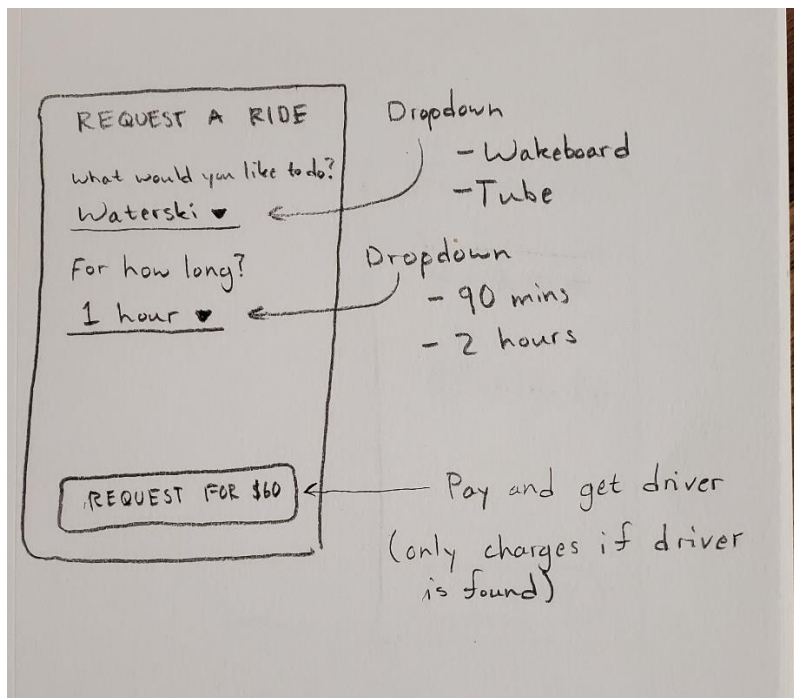 REQUEST A RIDE
What would you like to do?
Waterski
For how long?
1 hour
REQUEST FOR $60
Dropdown
- Wakeboard
- Tube
Dropdown
- 90 mins
- 2 hours
Pay and get driver
(only charges if driver
is found)